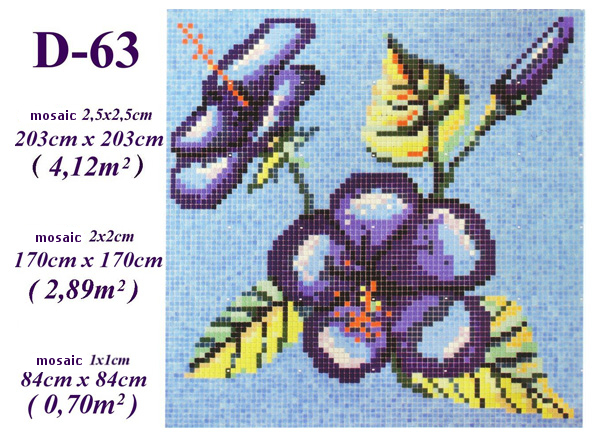 D-63
mosaic 2,5x2,5cm
203cm x 203cm
( 4,12m² )
mosaic 2x2cm
170cm x 170cm
( 2,89m² )
mosaic 1x1cm
84cm x 84cm
( 0,70m² )